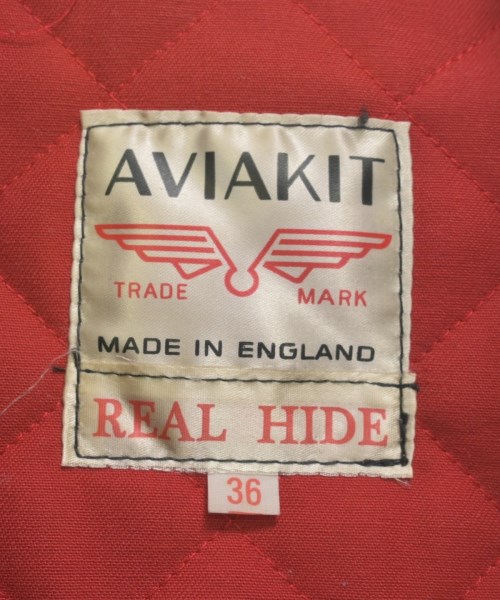 AVIAKIT
TRADE MARK
MADE IN ENGLAND
REAL HIDE
36